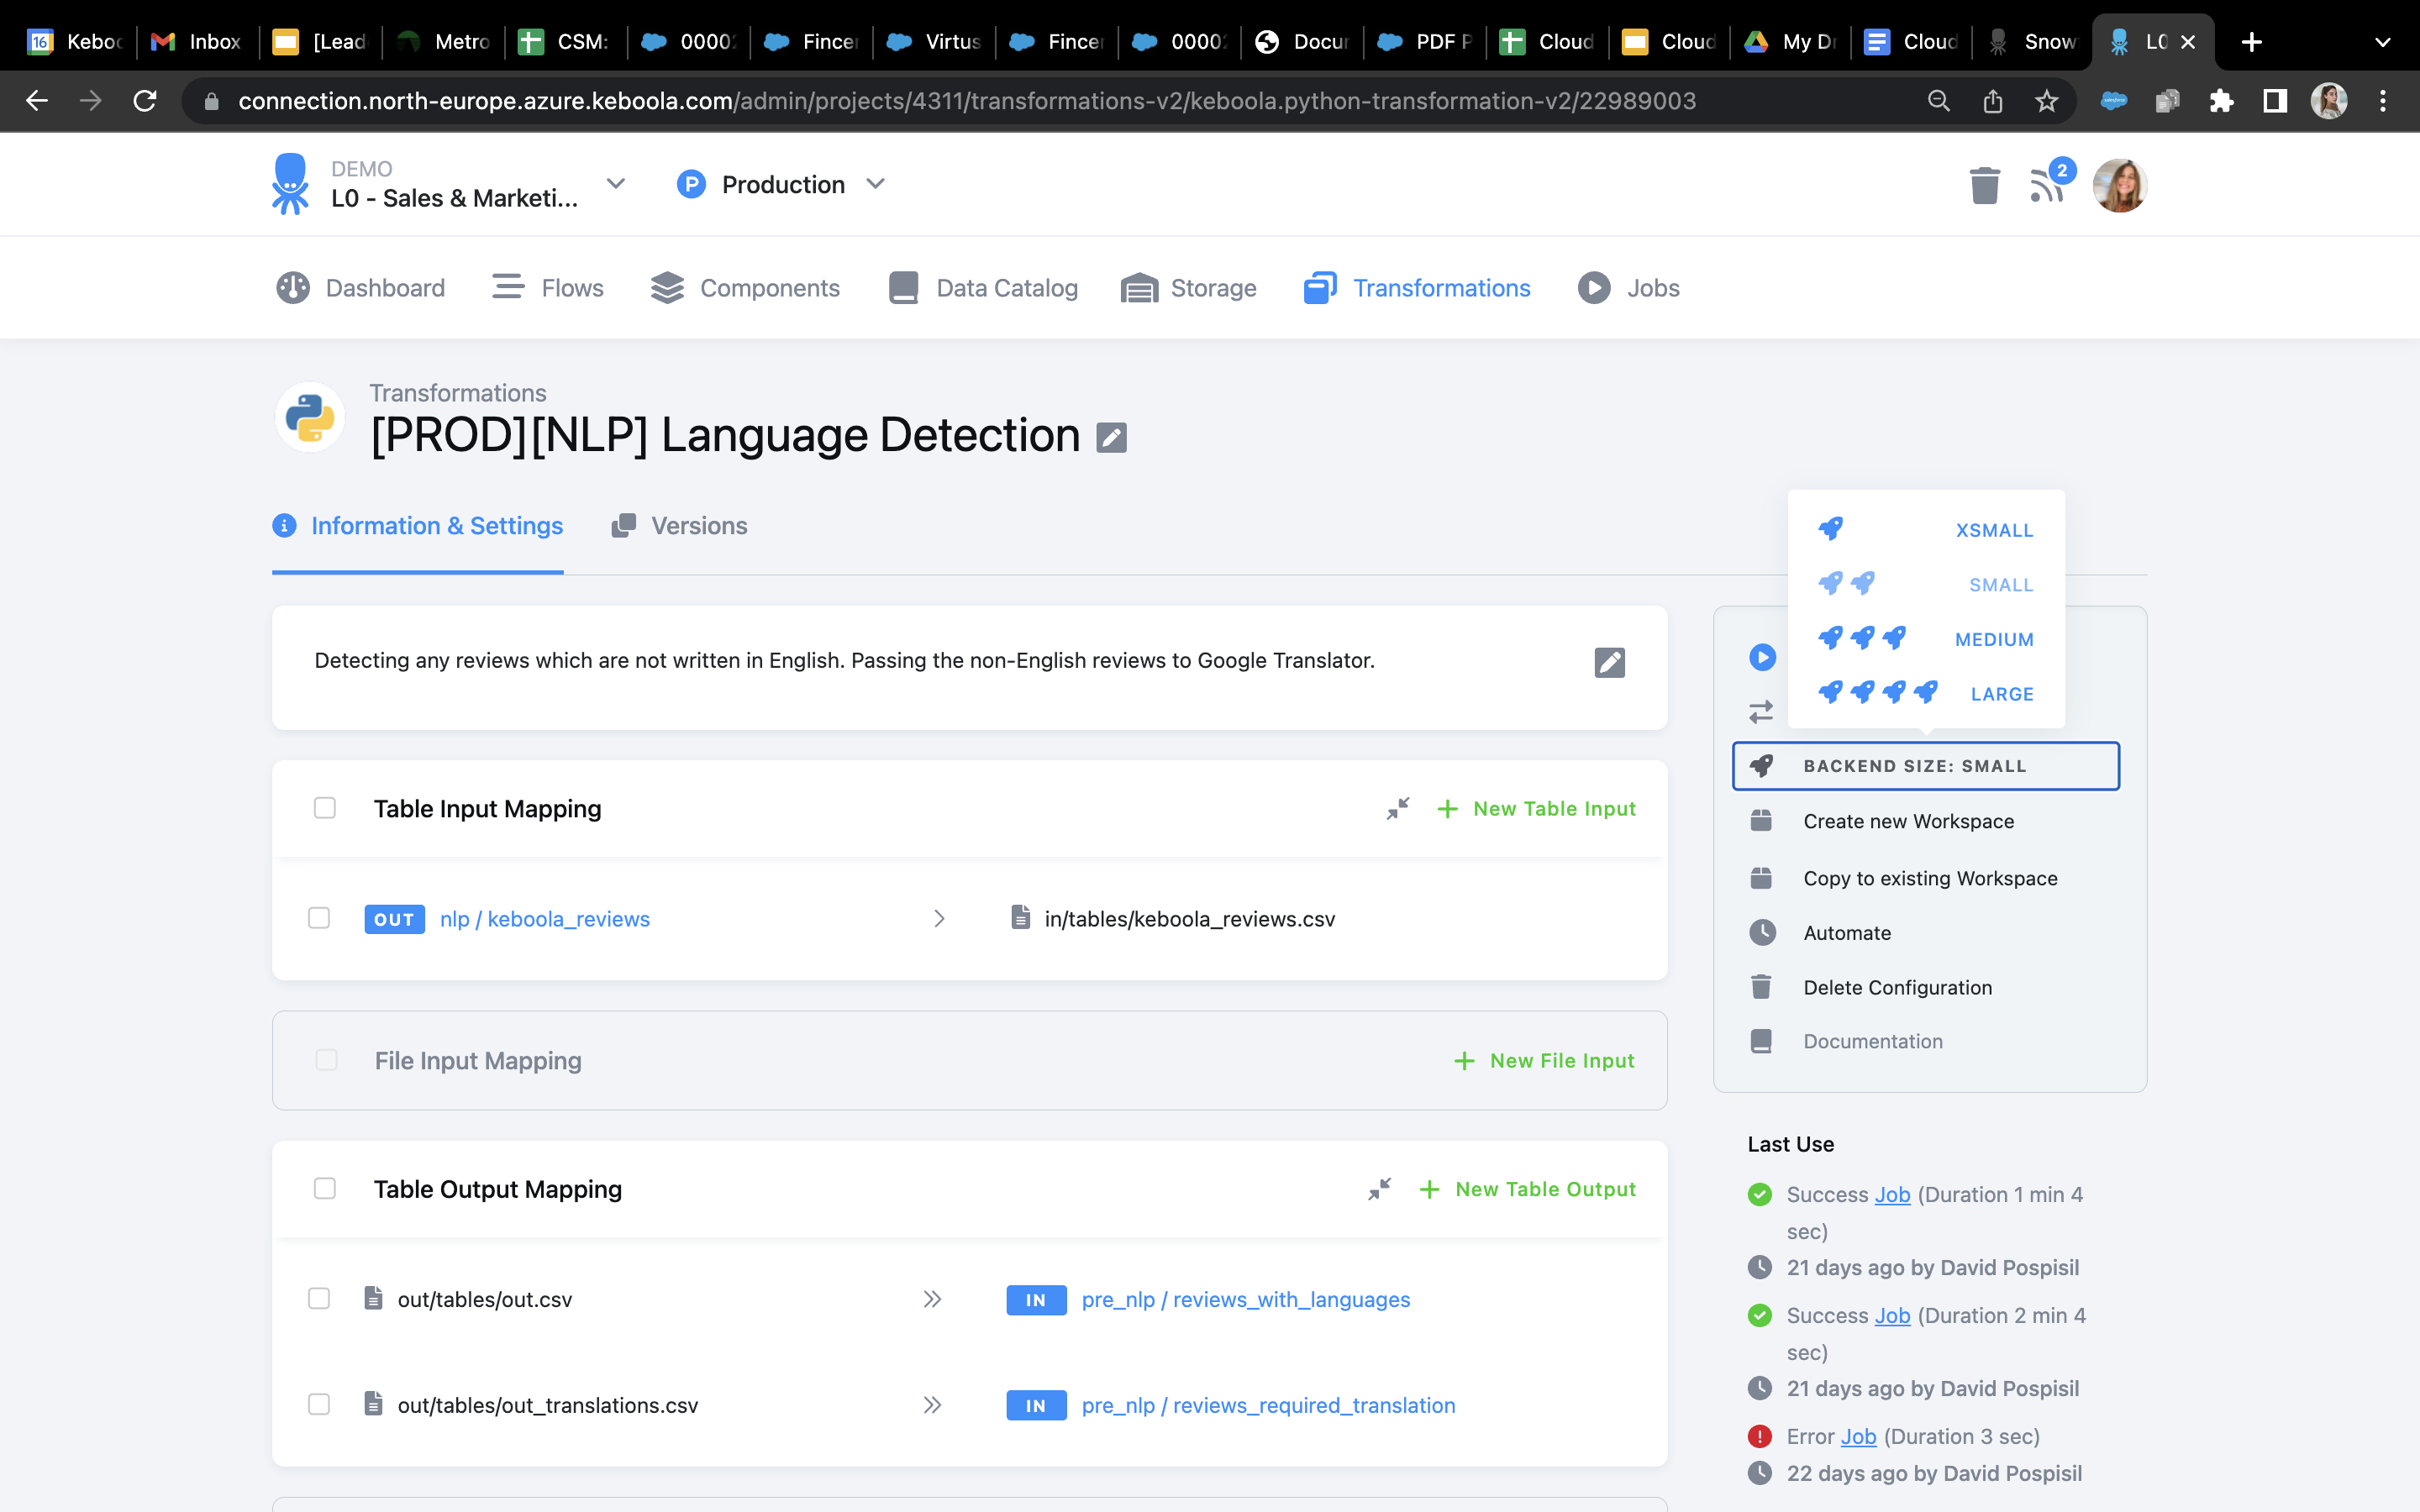 16 Keboc Inbox [Lead Metro CSM: 0000 Fincer Virtus Fincer 0000 Docur PDF P Cloud Cloud My Dr Cloud Snow L0
connection.north-europe.azure.keboola.com/admin/projects/4311/transformations-v2/keboola.python-transformation-v2/22989003
DEMO
L0 - Sales & Marketi...
P Production
2
Dashboard Flows Components Data Catalog Storage Transformations Jobs
Transformations
[PROD][NLP] Language Detection
Information & Settings Versions
XSMALL
SMALL
MEDIUM
LARGE
Detecting any reviews which are not written in English. Passing the non-English reviews to Google Translator.
BACKEND SIZE: SMALL
Create new Workspace
Copy to existing Workspace
Automate
Delete Configuration
Documentation
Table Input Mapping
New Table Input
OUT nlp / keboola_reviews
in/tables/keboola_reviews.csv
File Input Mapping
New File Input
Table Output Mapping
New Table Output
out/tables/out.csv
IN pre_nlp / reviews_with_languages
out/tables/out_translations.csv
IN pre_nlp / reviews_required_translation
Last Use
Success Job (Duration 1 min 4
sec)
21 days ago by David Pospisil
Success Job (Duration 2 min 4
sec)
21 days ago by David Pospisil
Error Job (Duration 3 sec)
22 days ago by David Pospisil